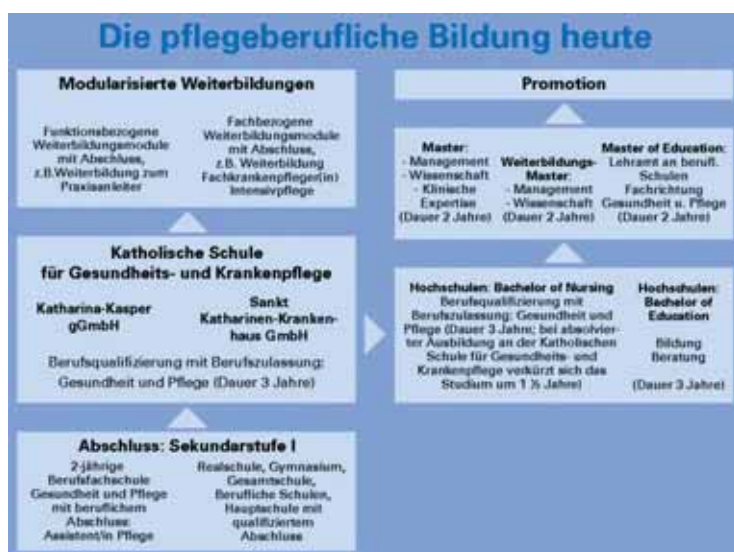 Die pflegeberufliche Bildung heute
Modularisierte Weiterbildungen
Funktionsbezogene
Weiterbildungsmodule
mit Abschluss,
z.B. Weiterbildung zum
Praxisanleiter
Fachbezogene
Weiterbildungsmodule
mit Abschluss,
z.B. Weiterbildung
Fachkrankenpfleger(in)
Intensivpflege
Katholische Schule
für Gesundheits- und Krankenpflege
Katharina-Kasper
gGmbH
Sankt
Katharinen-Kranken-
haus GmbH
Berufsqualifizierung mit Berufszulassung:
Gesundheit und Pflege (Dauer 3 Jahre)
Abschluss: Sekundarstufe I
2-jährige
Berufsfachschule
Gesundheit und Pflege
mit beruflichem
Abschluss:
Assistent/in Pflege
Realschule, Gymnasium,
Gesamtschule,
Berufliche Schulen,
Hauptschule mit
qualifiziertem
Abschluss
Promotion
Master:
- Management
- Wissenschaft
- Klinische
Expertise
(Dauer 2 Jahre)
Weiterbildungs-
Master:
- Management
- Wissenschaft
(Dauer 2 Jahre)
Master of Education:
Lehramt an berufl.
Schulen
Fachrichtung
Gesundheit u. Pflege
(Dauer 2 Jahre)
Hochschulen: Bachelor of Nursing
Berufsqualifizierung mit
Berufszulassung: Gesundheit und
Pflege (Dauer 3 Jahre; bei absolvier-
ter Ausbildung an der Katholischen
Schule für Gesundheits- und
Krankenpflege verkürzt sich das
Studium um 1 ½ Jahre)
Hochschulen:
Bachelor of
Education
Bildung
Beratung
(Dauer 3 Jahre)